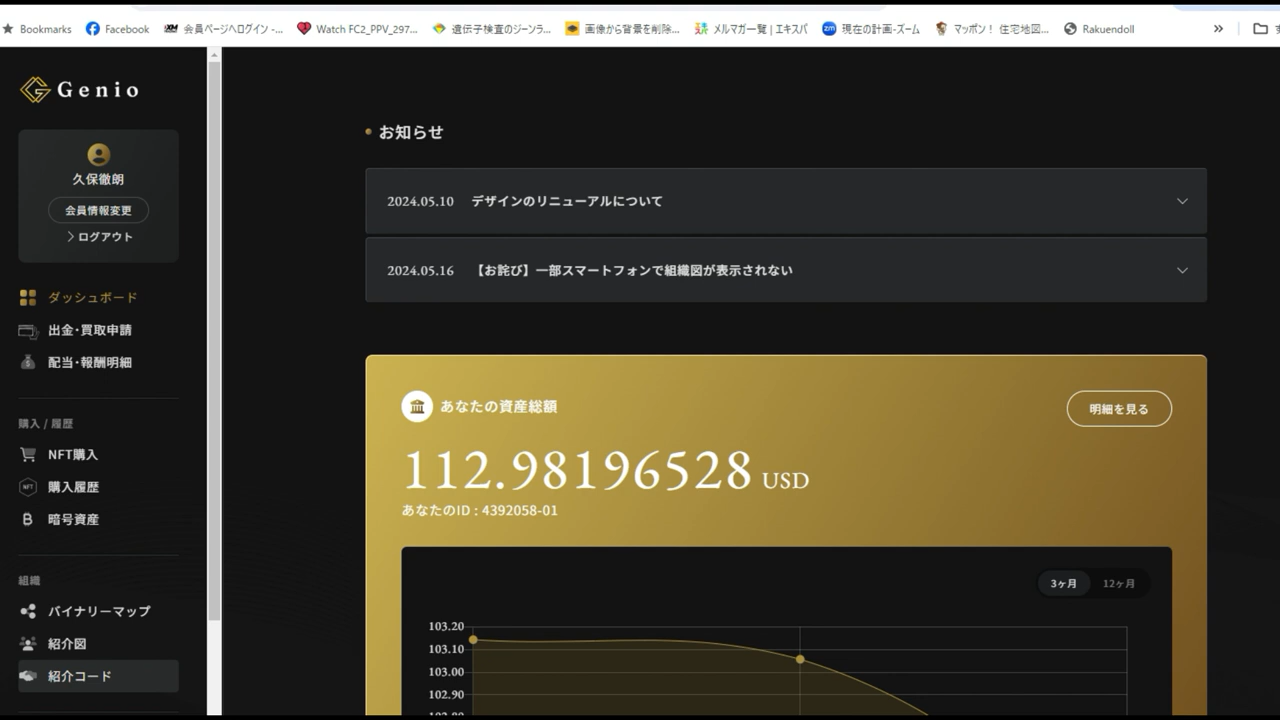 Bookmarks
Facebook
会員ページへログイン -...
Watch FC2_PPV_297...
遺伝子検査のジーンラ...
画像から背景を削除...
メルマガ一覧 | エキスパ
現在の計画-ズーム
マッポン！ 住宅地図...
Rakuendoll
»
Genio
久保徹朗
会員情報変更
ログアウト
ダッシュボード
出金・買取申請
配当・報酬明細
購入 / 履歴
NFT購入
購入履歴
暗号資産
組織
バイナリーマップ
紹介図
紹介コード
お知らせ
2024.05.10 デザインのリニューアルについて
2024.05.16 【お詫び】一部スマートフォンで組織図が表示されない
あなたの資産総額
明細を見る
112.98196528 USD
あなたのID : 4392058-01
3ヶ月 12ヶ月
103.20
103.10
103.00
102.90